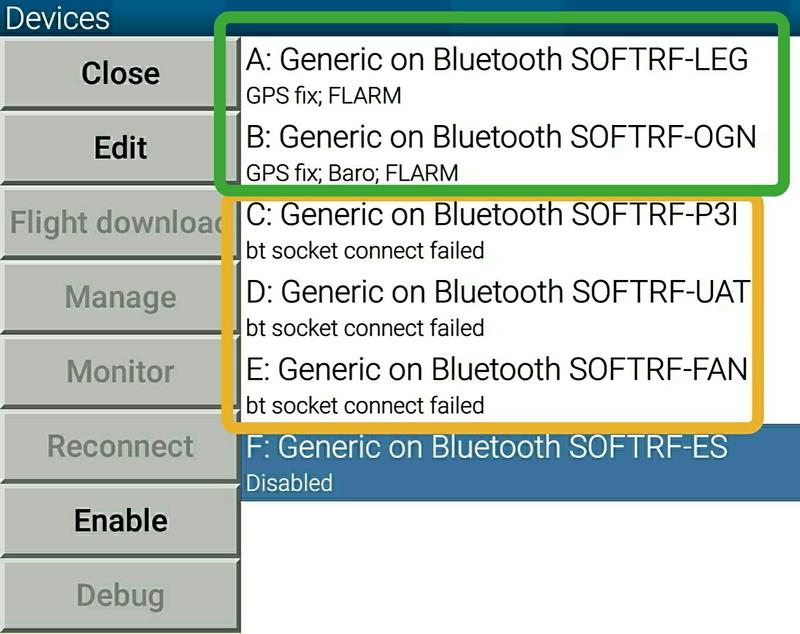 Devices
Close
Edit
Flight download
Manage
Monitor
Reconnect
Enable
Debug
A: Generic on Bluetooth SOFTRF-LEG
GPS fix; FLARM
B: Generic on Bluetooth SOFTRF-OGN
GPS fix; Baro; FLARM
C: Generic on Bluetooth SOFTRF-P3I
bt socket connect failed
D: Generic on Bluetooth SOFTRF-UAT
bt socket connect failed
E: Generic on Bluetooth SOFTRF-FAN
bt socket connect failed
F: Generic on Bluetooth SOFTRF-ES
Disabled